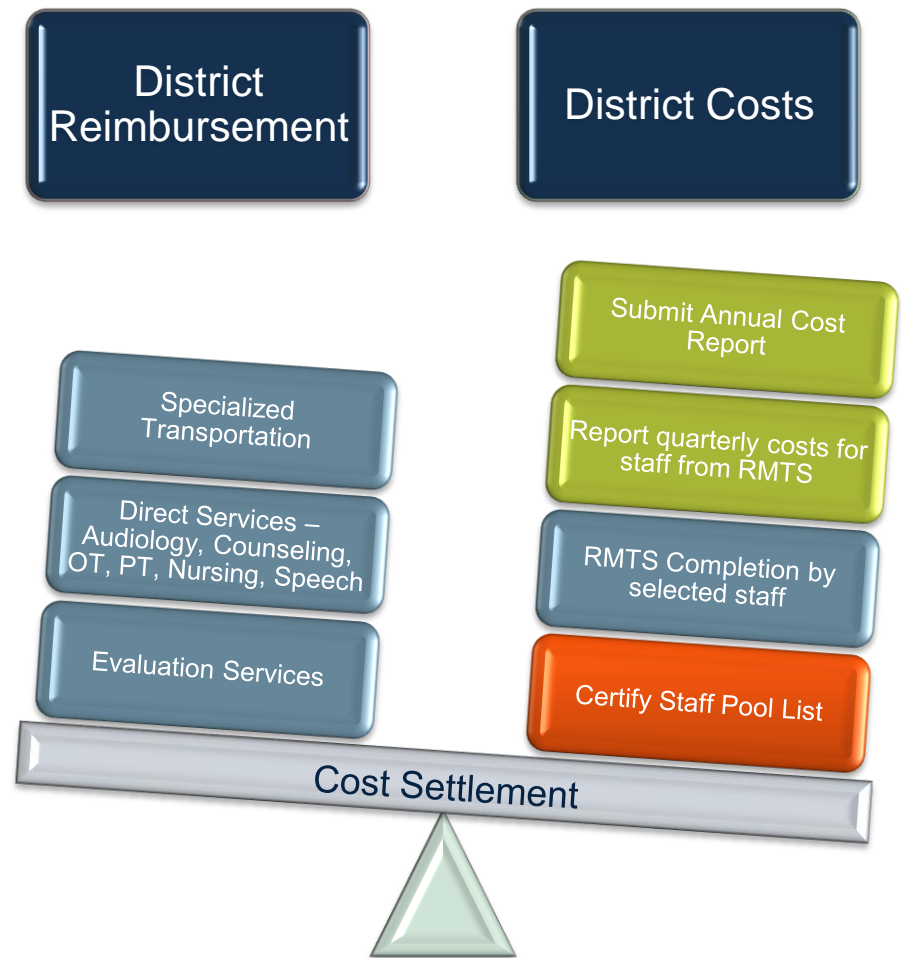 District
Reimbursement
District Costs
Specialized
Transportation
Direct Services –
Audiology, Counseling,
OT, PT, Nursing, Speech
Evaluation Services
Submit Annual Cost
Report
Report quarterly costs for
staff from RMTS
RMTS Completion by
selected staff
Certify Staff Pool List
Cost Settlement